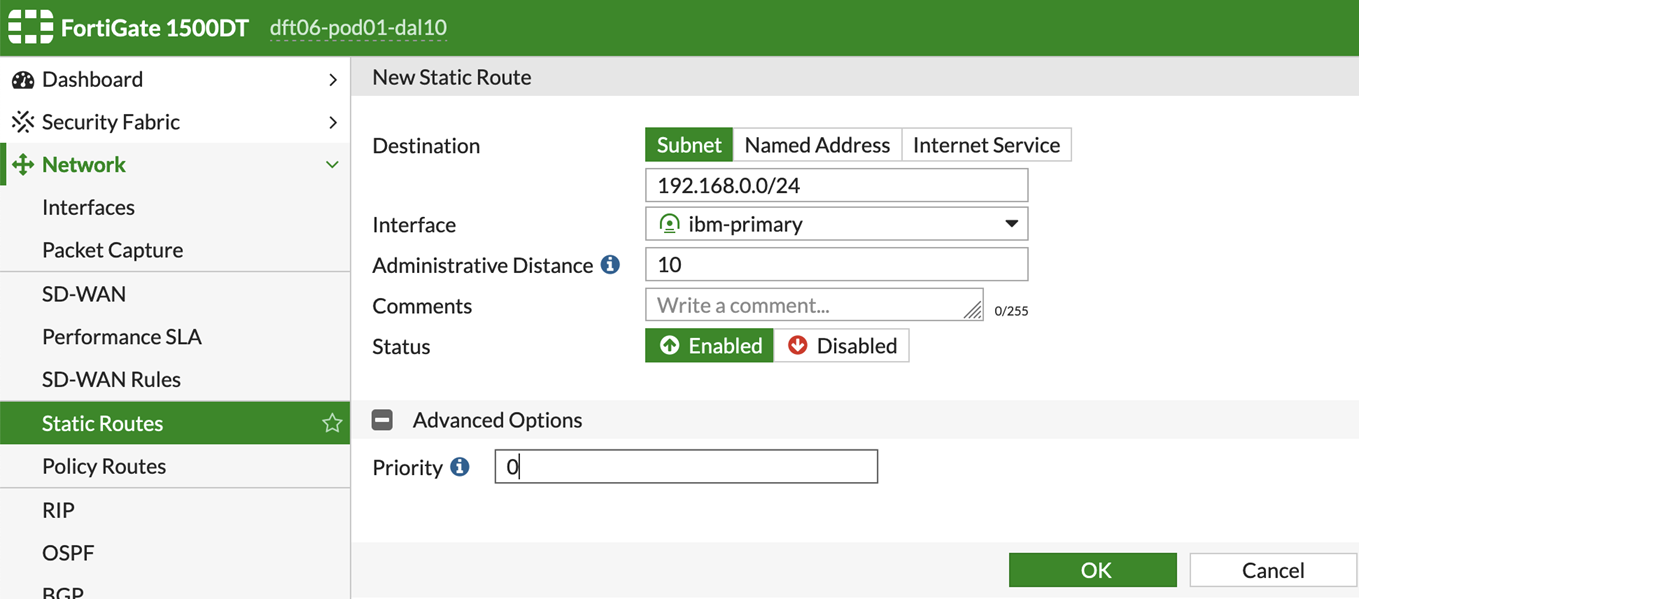 FortiGate 1500DT dft06-pod01-dal10
Dashboard
Security Fabric
Network
Interfaces
Packet Capture
SD-WAN
Performance SLA
SD-WAN Rules
Static Routes
Policy Routes
RIP
OSPF
BGP
New Static Route
Destination Subnet Named Address Internet Service
192.168.0.0/24
Interface ibm-primary
Administrative Distance 10
Comments Write a comment... 0/255
Status Enabled Disabled
Advanced Options
Priority 0
OK Cancel